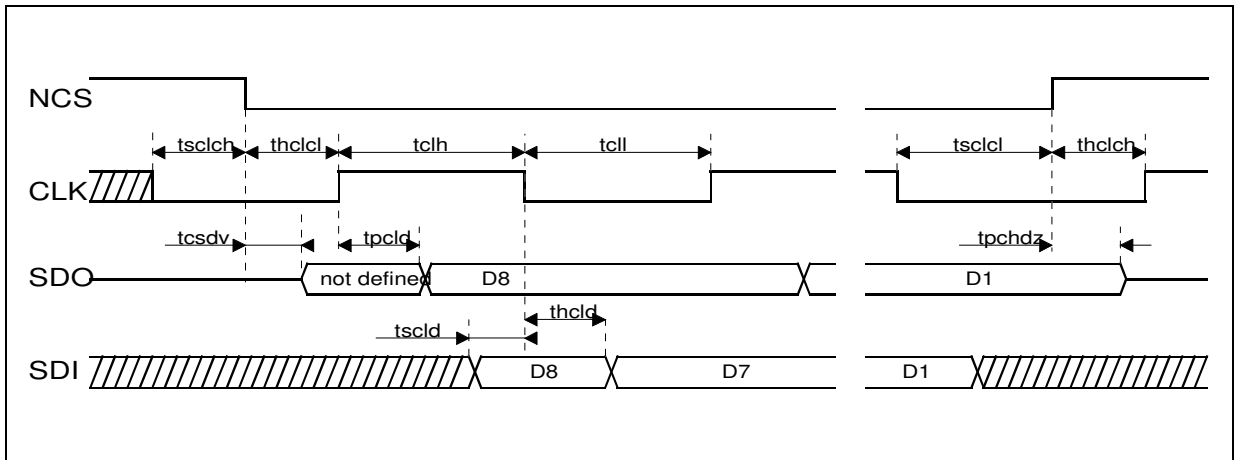 NCS
tsclch thclcl tclh tcll tsclcl thclch
CLK
tcsdv tpcld tpchdz
SDO not defined D8 D1
thcld
tscld
SDI D8 D7 D1